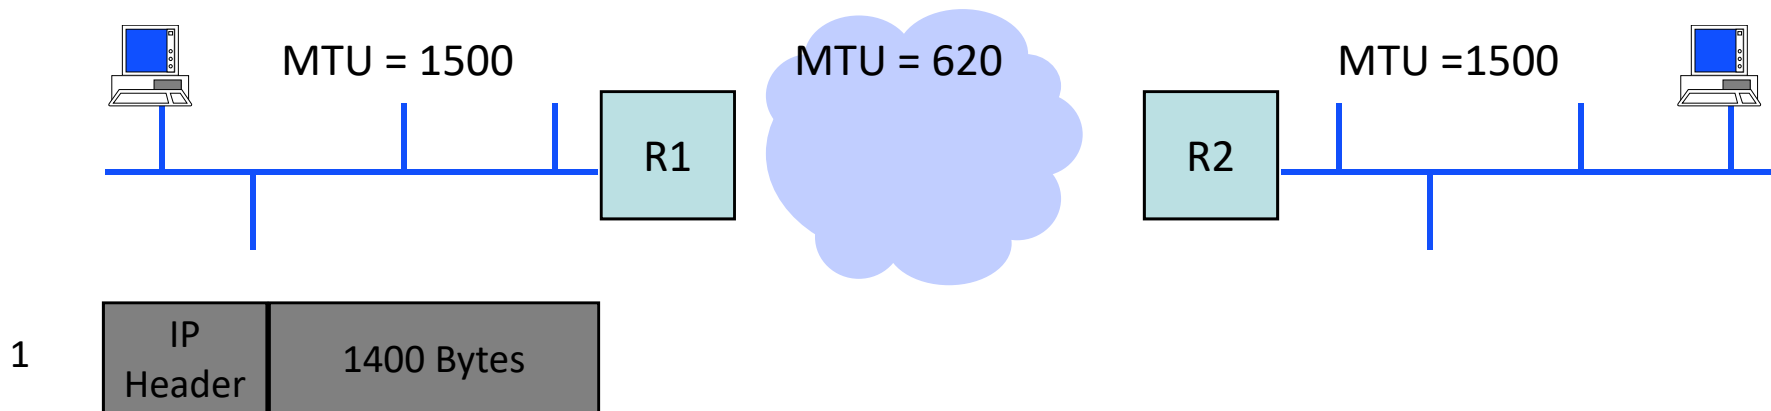 MTU = 1500
MTU = 620
MTU =1500
R1
R2
1
IP
Header
1400 Bytes